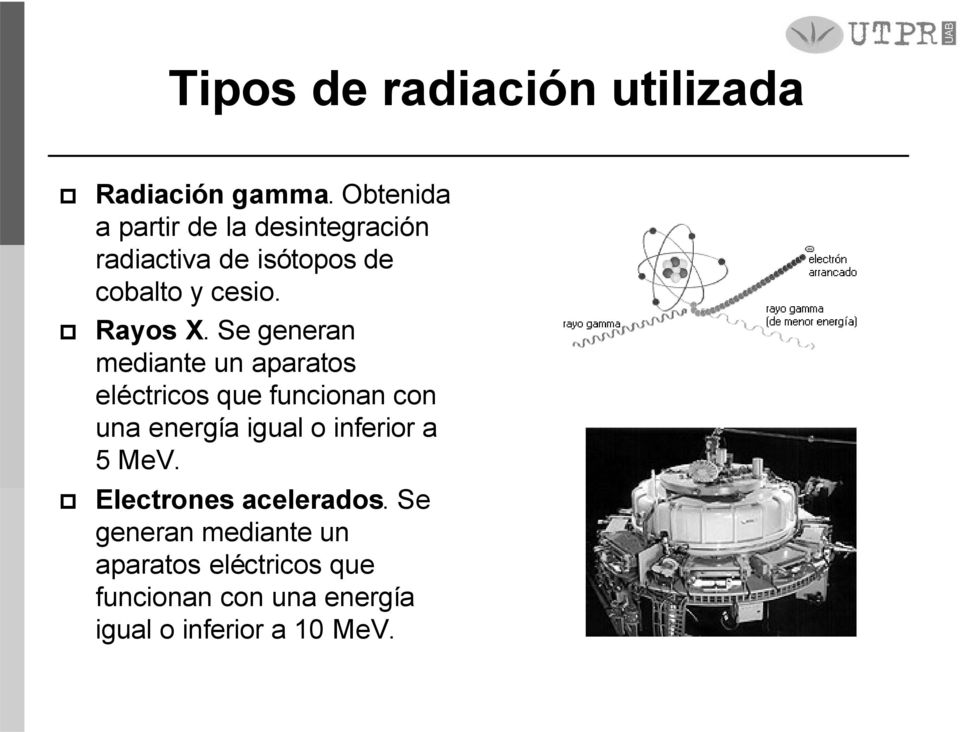 UTPR UAB
Tipos de radiación utilizada
Radiación gamma. Obtenida
a partir de la desintegración
radiactiva de isótopos de
cobalto y cesio.
Rayos X. Se generan
mediante un aparatos
eléctricos que funcionan con
una energía igual o inferior a
5 MeV.
Electrones acelerados. Se
generan mediante un
aparatos eléctricos que
funcionan con una energía
igual o inferior a 10 MeV.
electrón
arrancado
rayo gamma
(de menor energía)
rayo gamma